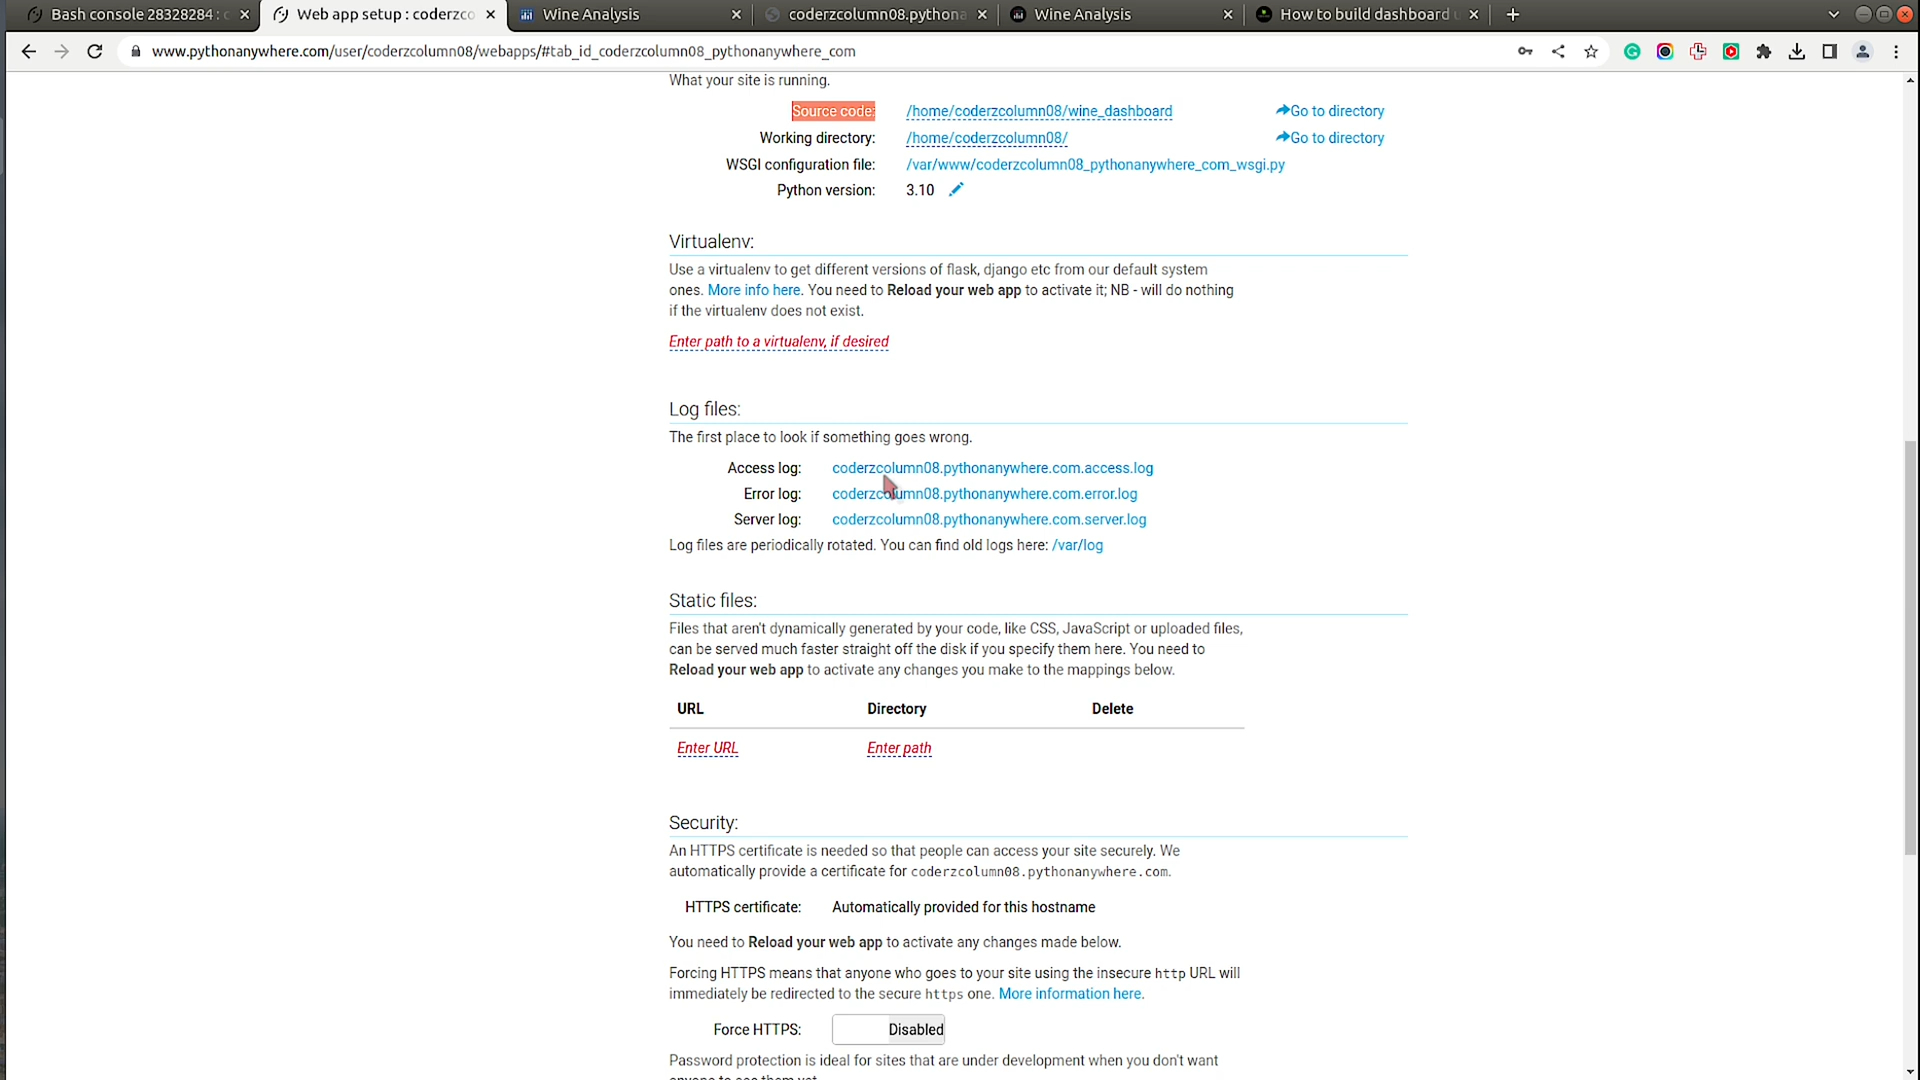 Bash console 28328284 : c
Web app setup : coderzco
Wine Analysis
coderzcolumn08.pythona
Wine Analysis
How to build dashboard u
www.pythonanywhere.com/user/coderzcolumn08/webapps/#tab_id_coderzcolumn08_pythonanywhere_com
What your site is running.
Source code: /home/coderzcolumn08/wine_dashboard Go to directory
Working directory: /home/coderzcolumn08/ Go to directory
WSGI configuration file: /var/www/coderzcolumn08_pythonanywhere_com_wsgi.py
Python version: 3.10
Virtualenv:
Use a virtualenv to get different versions of flask, django etc from our default system
ones. More info here. You need to Reload your web app to activate it; NB - will do nothing
if the virtualenv does not exist.
Enter path to a virtualenv, if desired
Log files:
The first place to look if something goes wrong.
Access log: coderzcolumn08.pythonanywhere.com.access.log
Error log: coderzcolumn08.pythonanywhere.com.error.log
Server log: coderzcolumn08.pythonanywhere.com.server.log
Log files are periodically rotated. You can find old logs here: /var/log
Static files:
Files that aren't dynamically generated by your code, like CSS, JavaScript or uploaded files,
can be served much faster straight off the disk if you specify them here. You need to
Reload your web app to activate any changes you make to the mappings below.
URL Directory Delete
Enter URL Enter path
Security:
An HTTPS certificate is needed so that people can access your site securely. We
automatically provide a certificate for coderzcolumn08.pythonanywhere.com.
HTTPS certificate: Automatically provided for this hostname
You need to Reload your web app to activate any changes made below.
Forcing HTTPS means that anyone who goes to your site using the insecure http URL will
immediately be redirected to the secure https one. More information here.
Force HTTPS: Disabled
Password protection is ideal for sites that are under development when you don't want
anyone to see them yet.